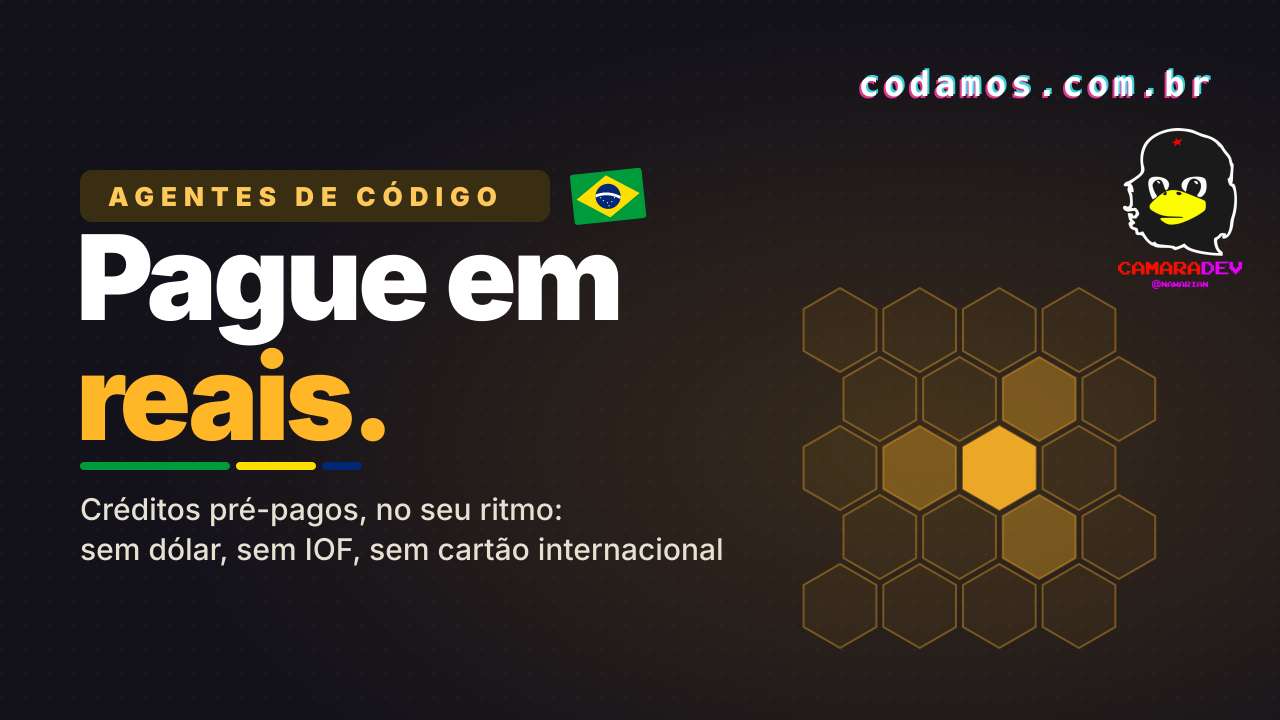 codamos.com.br
AGENTES DE CÓDIGO
Pague em
reais.
Créditos pré-pagos, no seu ritmo:
sem dólar, sem IOF, sem cartão internacional
CAMARADEV
@NAMARIAN